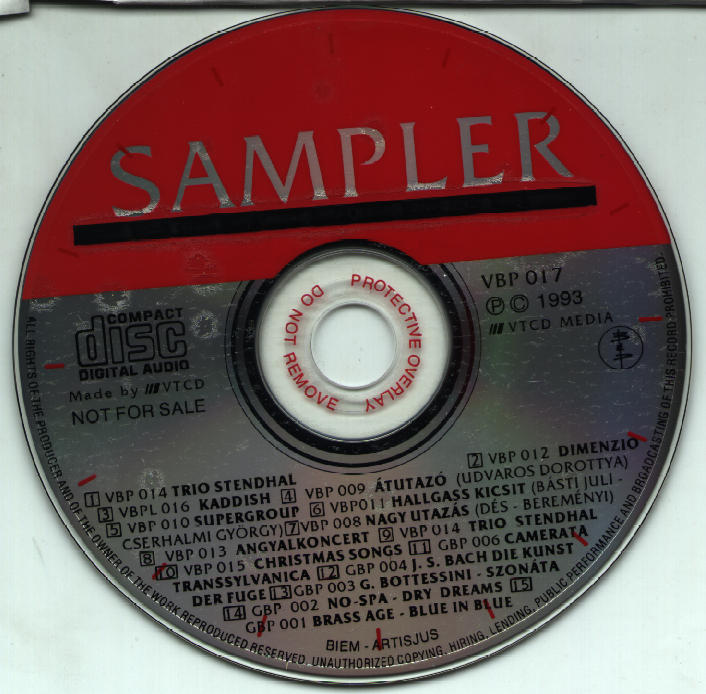 SAMPLER
VBP 017
Ⓟ © 1993
VTCD MEDIA
COMPACT
disc
DIGITAL AUDIO
Made by VTCD
NOT FOR SALE
DO NOT REMOVE PROTECTIVE OVERLAY
1 VBP 014 TRIO STENDHAL 2 VBP 012 DIMENZIO
3 VBPL 016 KADDISH 4 VBP 009 ÁTUTAZÓ (UDVAROS DOROTTYA)
5 VBP 010 SUPERGROUP 6 VBP011 HALLGASS KICSIT (BÁSTI JULI -
CSERHALMI GYÖRGY) 7 VBP 008 NAGY UTAZÁS (DÉS - BEREMÉNYI)
8 VBP 013 ANGYALKONCERT 9 VBP 014 TRIO STENDHAL
10 VBP 015 CHRISTMAS SONGS 11 GBP 006 CAMERATA
TRANSSYLVANICA 12 GBP 004 J. S. BACH DIE KUNST
DER FUGE 13 GBP 003 G. BOTTESSINI - SZONÁTA
14 GBP 002 NO-SPA - DRY DREAMS 15
GBP 001 BRASS AGE - BLUE IN BLUE
BIEM - ARTISJUS
ALL RIGHTS OF THE PRODUCER AND OF THE OWNER OF THE WORK REPRODUCED RESERVED. UNAUTHORIZED COPYING, HIRING, LENDING, PUBLIC PERFORMANCE AND BROADCASTING OF THIS RECORD PROHIBITED.